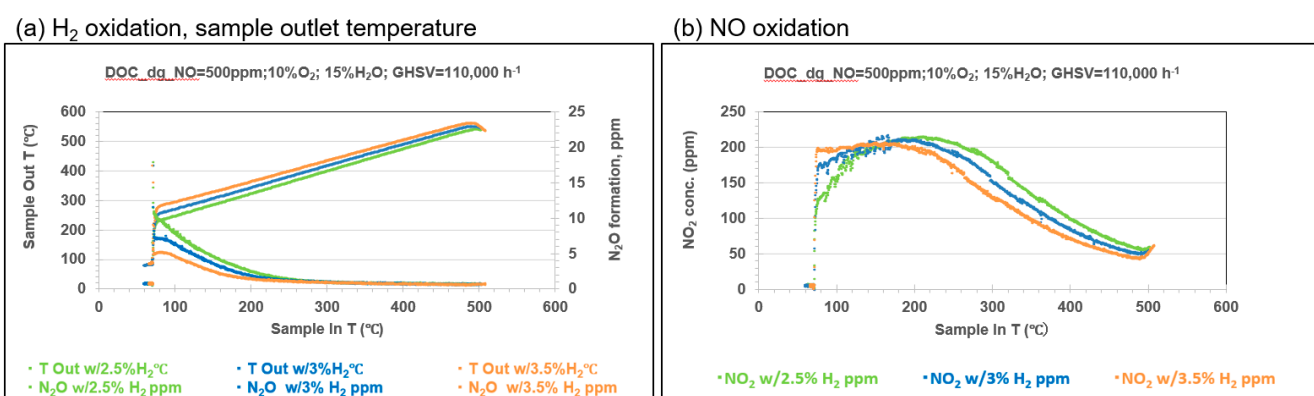 (a) H₂ oxidation, sample outlet temperature
DOC_dg_NO=500ppm;10%O₂; 15%H₂O; GHSV=110,000 h⁻¹
600
500
400
300
200
100
0
Sample Out T (℃)
25
20
15
10
5
0
N₂O formation, ppm
0 100 200 300 400 500 600
Sample In T (℃)
T Out w/2.5%H₂℃ T Out w/3%H₂℃ T Out w/3.5%H₂℃
N₂O w/2.5% H₂ ppm N₂O w/3% H₂ ppm N₂O w/3.5% H₂ ppm
(b) NO oxidation
DOC_dg_NO=500ppm;10%O₂; 15%H₂O; GHSV=110,000 h⁻¹
250
200
150
100
50
0
NO₂ conc. (ppm)
0 100 200 300 400 500 600
Sample In T (℃)
NO₂ w/2.5% H₂ ppm NO₂ w/3% H₂ ppm NO₂ w/3.5% H₂ ppm